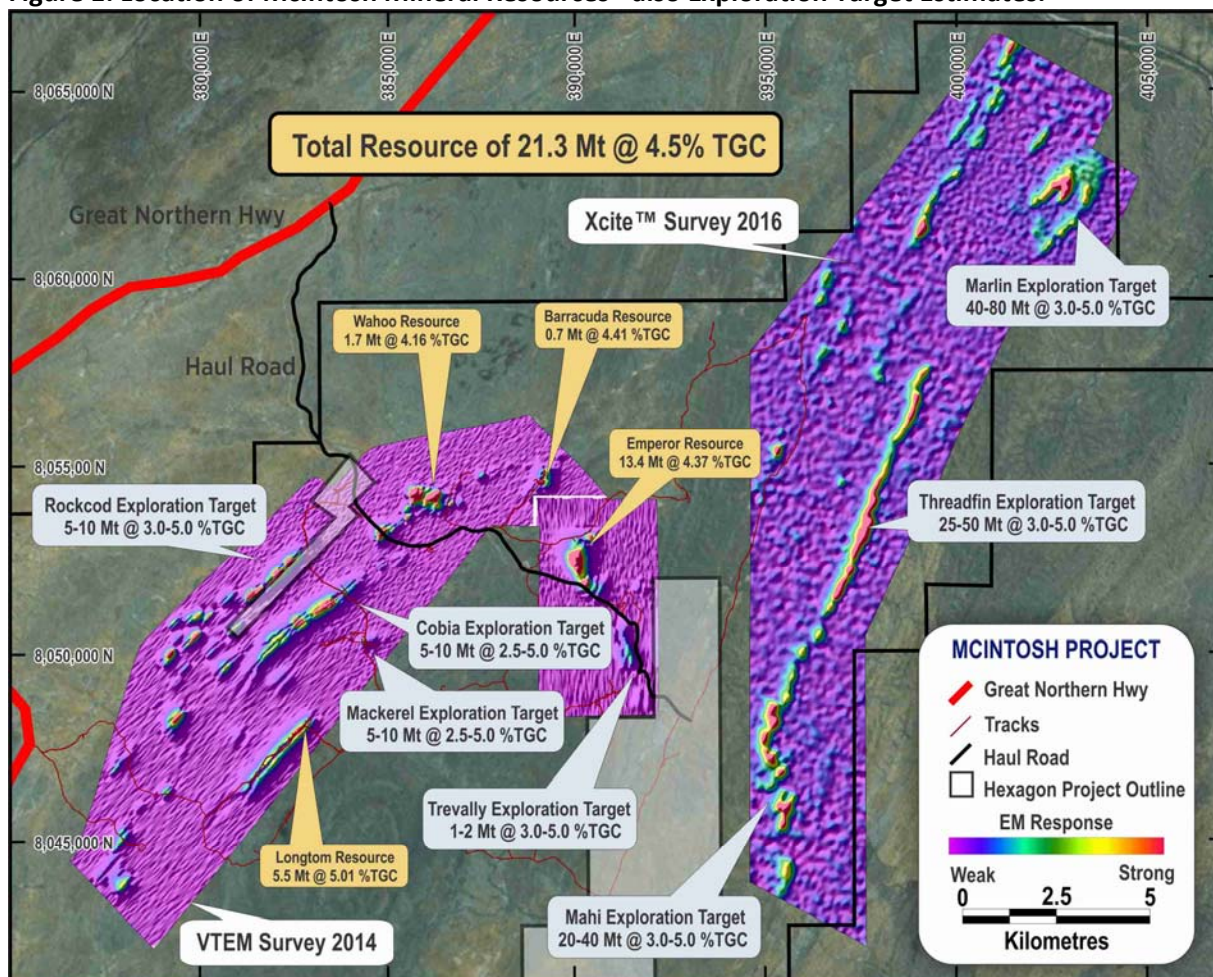 Figure 2: Location of McIntosh Mineral Resources - also Exploration Target Estimates.
380,000 E
385,000 E
390,000 E
395,000 E
400,000 E
405,000 E
8,065,000 N
Total Resource of 21.3 Mt @ 4.5% TGC
Great Northern Hwy
Xcite™ Survey 2016
8,060,000 N
Marlin Exploration Target
40-80 Mt @ 3.0-5.0 %TGC
Wahoo Resource
1.7 Mt @ 4.16 %TGC
Barracuda Resource
0.7 Mt @ 4.41 %TGC
Haul Road
Emperor Resource
13.4 Mt @ 4.37 %TGC
8,055,00 N
Rockcod Exploration Target
5-10 Mt @ 3.0-5.0 %TGC
Threadfin Exploration Target
25-50 Mt @ 3.0-5.0 %TGC
Cobia Exploration Target
5-10 Mt @ 2.5-5.0 %TGC
8,050,000 N
Mackerel Exploration Target
5-10 Mt @ 2.5-5.0 %TGC
Trevally Exploration Target
1-2 Mt @ 3.0-5.0 %TGC
8,045,000 N
Longtom Resource
5.5 Mt @ 5.01 %TGC
VTEM Survey 2014
Mahi Exploration Target
20-40 Mt @ 3.0-5.0 %TGC
MCINTOSH PROJECT
Great Northern Hwy
Tracks
Haul Road
Hexagon Project Outline
EM Response
Weak Strong
0 2.5 5
Kilometres